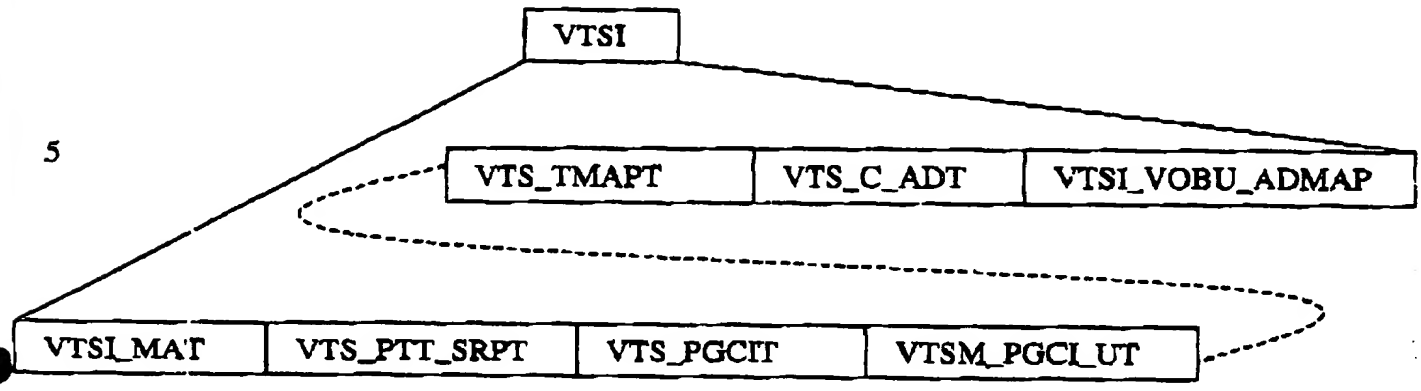 VTSI
5
VTS_TMAPT VTS_C_ADT VTSI_VOBU_ADMAP
VTSI_MAT VTS_PTT_SRPT VTS_PGCIT VTSM_PGCI_UT